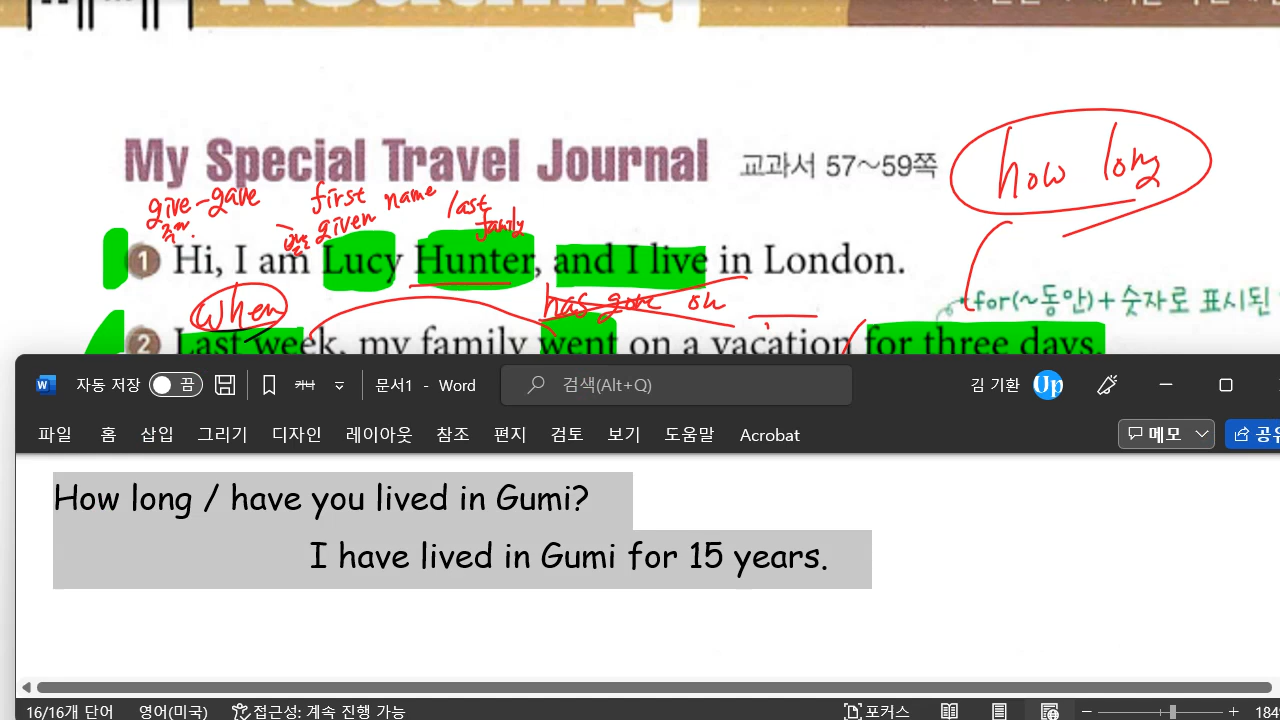 Reading
My Special Travel Journal 교과서 57~59쪽
how long
give-gave first name last
given family
1 Hi, I am Lucy Hunter, and I live in London.
when has gone on for(~동안)+숫자로 표시된
2 Last week, my family went on a vacation for three days.
자동 저장 끔 문서1 - Word 검색(Alt+Q) 김 기환 Up
파일 홈 삽입 그리기 디자인 레이아웃 참조 편지 검토 보기 도움말 Acrobat 메모 공유
How long / have you lived in Gumi?
I have lived in Gumi for 15 years.
16/16개 단어 영어(미국) 접근성: 계속 진행 가능 포커스